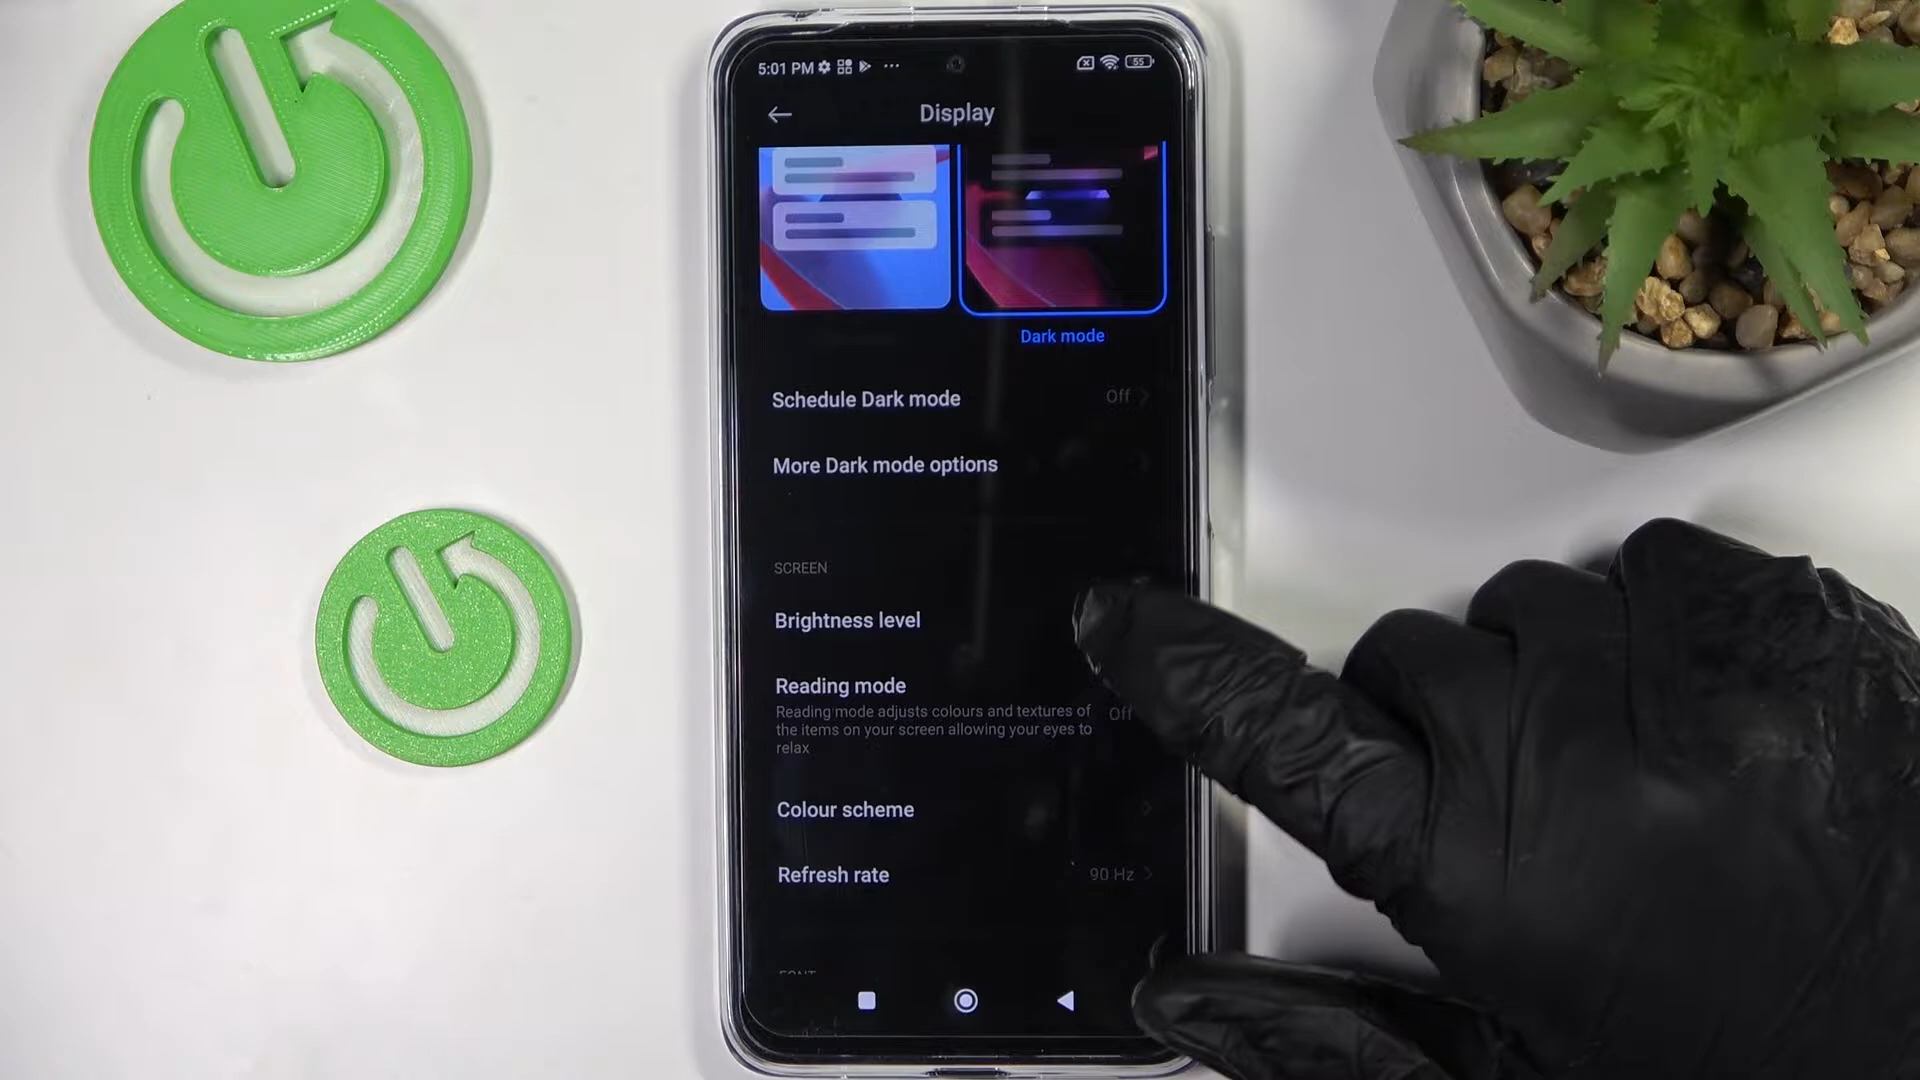 5:01 PM
55
Display
Dark mode
Schedule Dark mode Off
More Dark mode options
SCREEN
Brightness level
Reading mode
Reading mode adjusts colours and textures of
the items on your screen allowing your eyes to
relax
Off
Colour scheme
Refresh rate 90 Hz